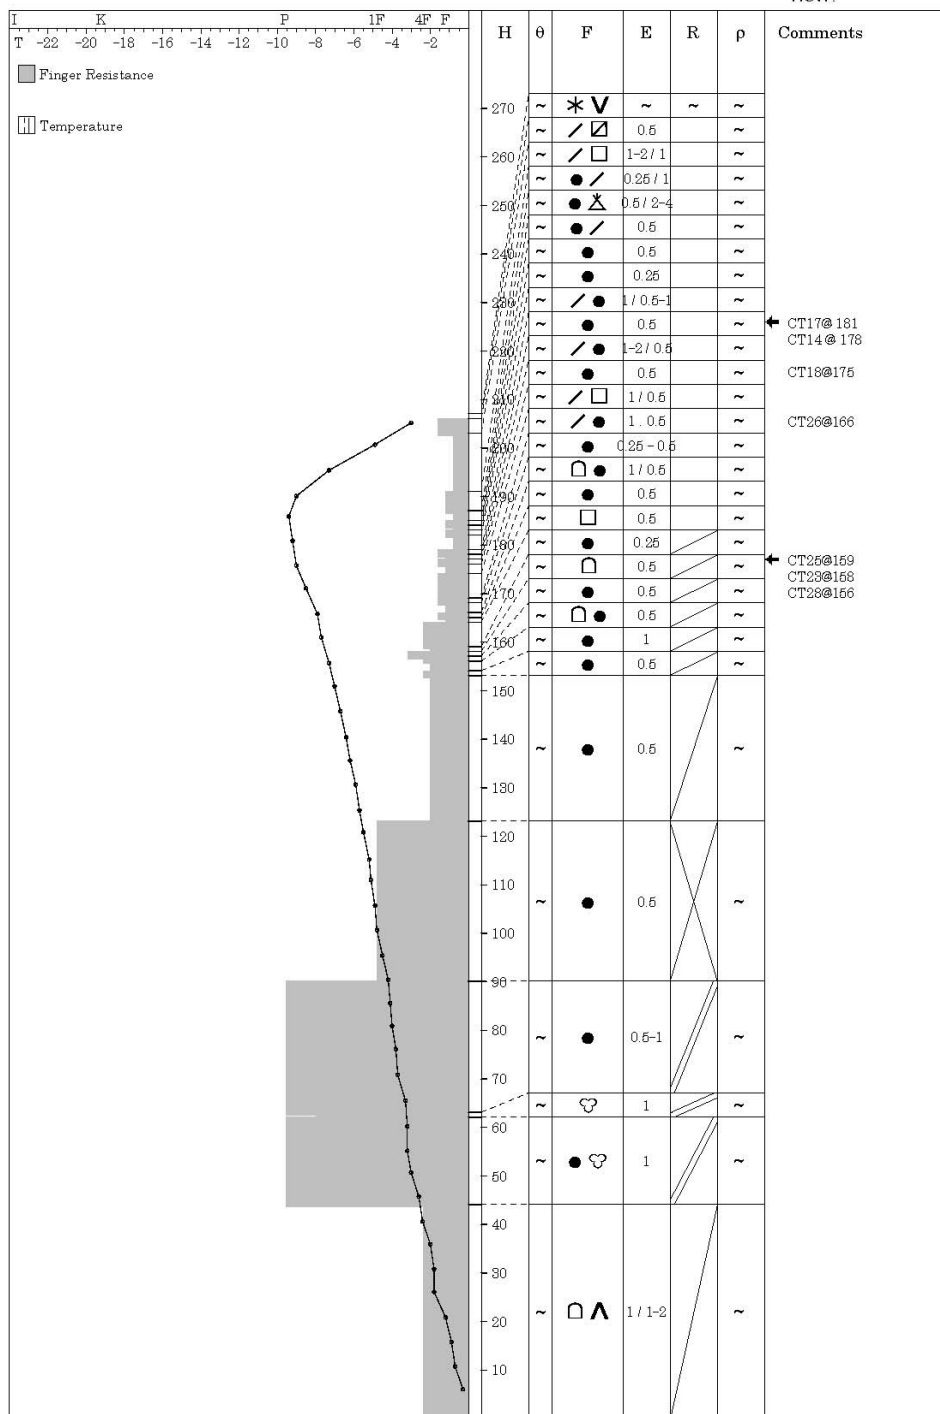 I K P 1F 4F F
T -22 -20 -18 -16 -14 -12 -10 -8 -6 -4 -2 H θ F E R ρ Comments
Finger Resistance
Temperature
270 ~ ~ ~ ~
~ 0.5 ~
260 ~ 1-2 / 1 ~
~ 0.25 / 1 ~
250 ~ 0.5 / 2-4 ~
~ 0.5 ~
240 ~ 0.5 ~
~ 0.25 ~
230 ~ 1 / 0.5-1 ~
~ 0.5 ~ CT17@ 181
CT14 @ 178
220 ~ 1-2 / 0.5 ~
~ 0.5 ~ CT18@175
210 ~ 1 / 0.5 ~
~ 1 . 0.5 ~ CT26@166
200 ~ 0.25 - 0.5 ~
~ 1 / 0.5 ~
190 ~ 0.5 ~
~ 0.5 ~
180 ~ 0.25 ~
~ 0.5 ~ CT25@159
CT23@158
170 ~ 0.5 ~ CT28@156
~ 0.5 ~
160 ~ 1 ~
~ 0.5 ~
150
140
~ 0.5 ~
130
120
110
~ 0.5 ~
100
90
80
~ 0.5-1 ~
70
~ 1 ~
60
~ 1 ~
50
40
30
~ 1 / 1-2 ~
20
10